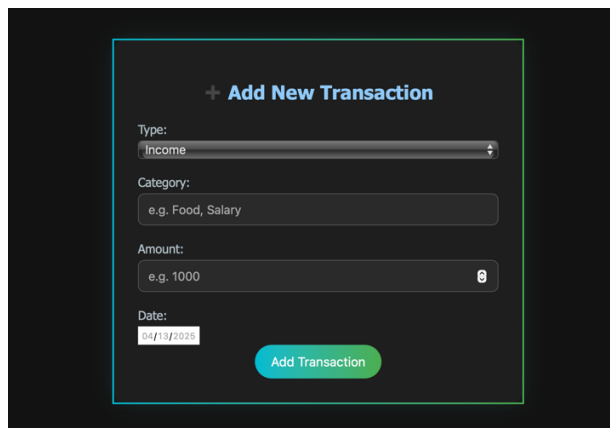 ➕ Add New Transaction
Type:
Income
Category:
e.g. Food, Salary
Amount:
e.g. 1000
Date:
04/13/2025
Add Transaction